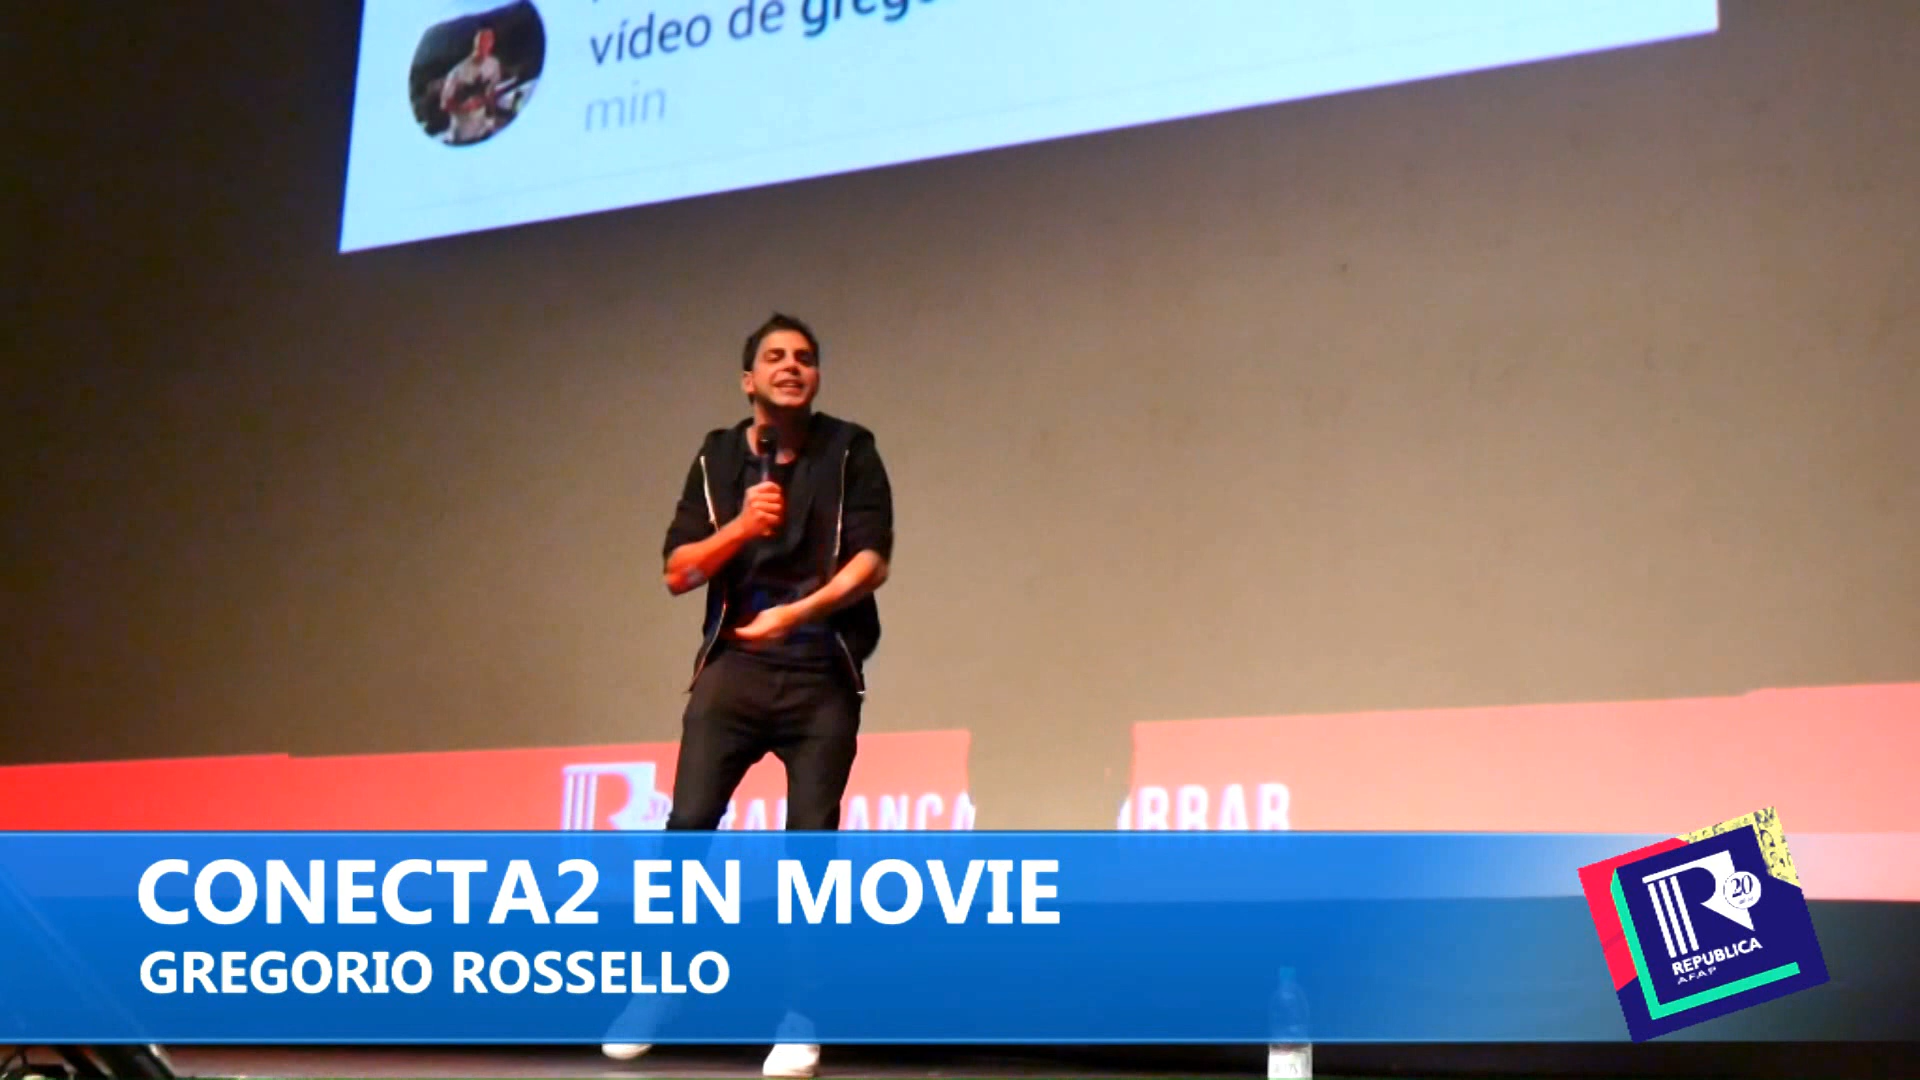 vídeo de
min
CONECTA2 EN MOVIE
GREGORIO ROSSELLO
R
20
REPUBLICA
AFAP